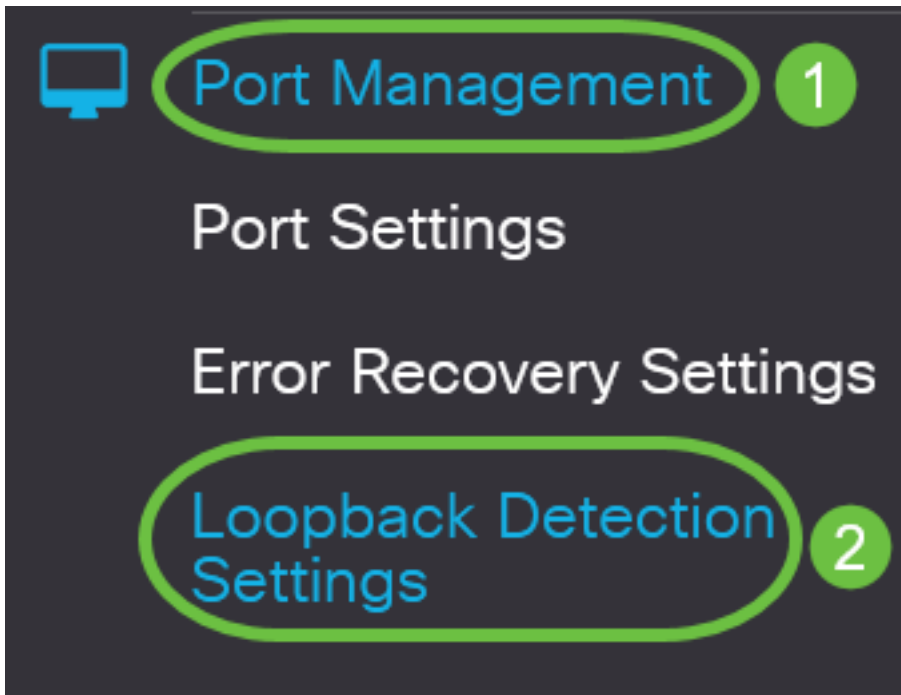 Port Management
1
Port Settings
Error Recovery Settings
Loopback Detection
Settings
2